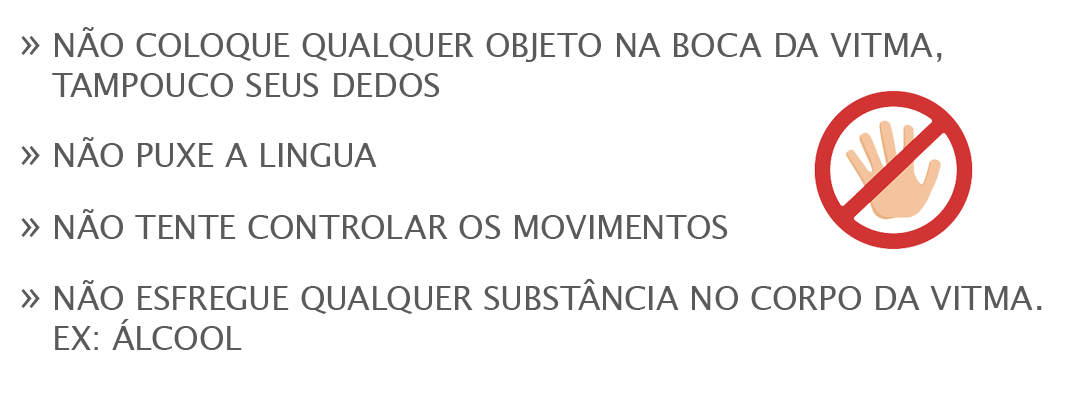 » NÃO COLOQUE QUALQUER OBJETO NA BOCA DA VITMA,
TAMPOUCO SEUS DEDOS
» NÃO PUXE A LINGUA
» NÃO TENTE CONTROLAR OS MOVIMENTOS
» NÃO ESFREGUE QUALQUER SUBSTÂNCIA NO CORPO DA VITMA.
EX: ÁLCOOL